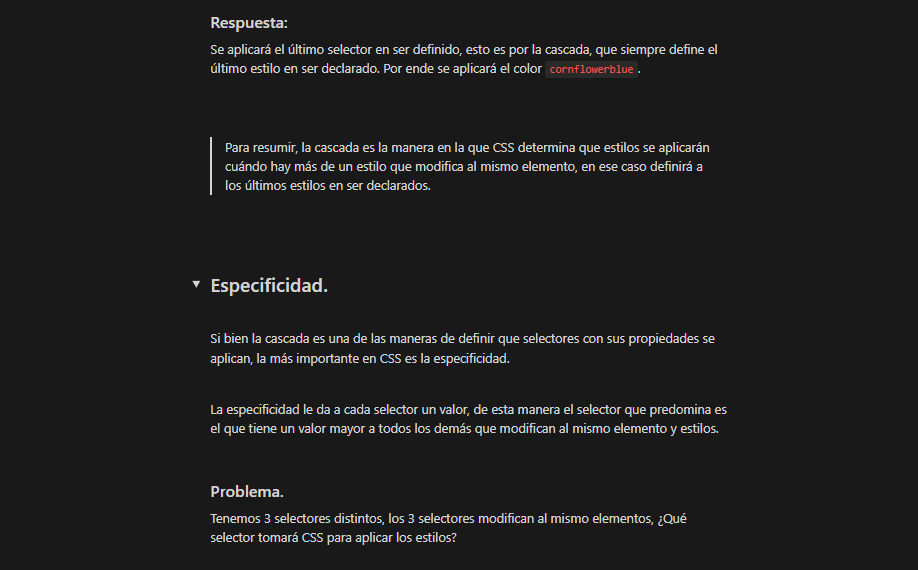 Respuesta:
Se aplicará el último selector en ser definido, esto es por la cascada, que siempre define el
último estilo en ser declarado. Por ende se aplicará el color cornflowerblue.
Para resumir, la cascada es la manera en la que CSS determina que estilos se aplicarán
cuándo hay más de un estilo que modifica al mismo elemento, en ese caso definirá a
los últimos estilos en ser declarados.
Especificidad.
Si bien la cascada es una de las maneras de definir que selectores con sus propiedades se
aplican, la más importante en CSS es la especificidad.
La especificidad le da a cada selector un valor, de esta manera el selector que predomina es
el que tiene un valor mayor a todos los demás que modifican al mismo elemento y estilos.
Problema.
Tenemos 3 selectores distintos, los 3 selectores modifican al mismo elementos, ¿Qué
selector tomará CSS para aplicar los estilos?